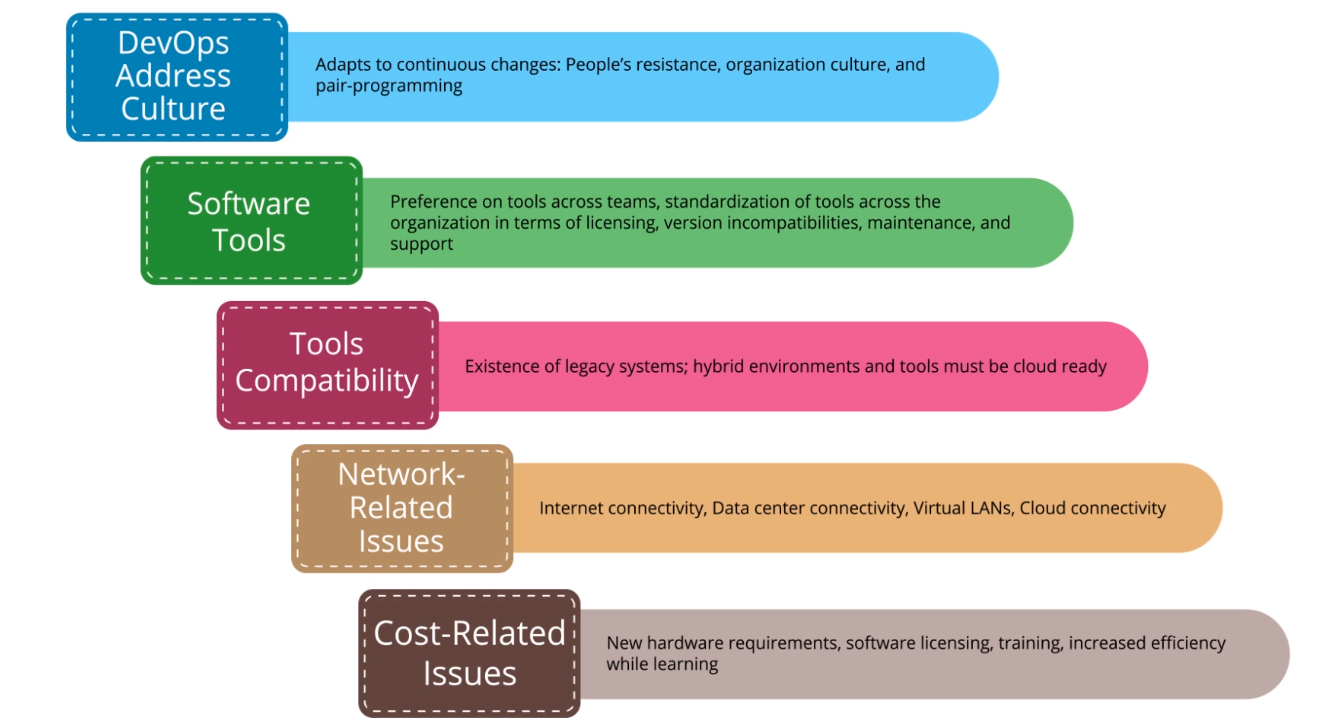 DevOps
Address
Culture
Adapts to continuous changes: People’s resistance, organization culture, and
pair-programming
Software
Tools
Preference on tools across teams, standardization of tools across the
organization in terms of licensing, version incompatibilities, maintenance, and
support
Tools
Compatibility
Existence of legacy systems; hybrid environments and tools must be cloud ready
Network-
Related
Issues
Internet connectivity, Data center connectivity, Virtual LANs, Cloud connectivity
Cost-Related
Issues
New hardware requirements, software licensing, training, increased efficiency
while learning